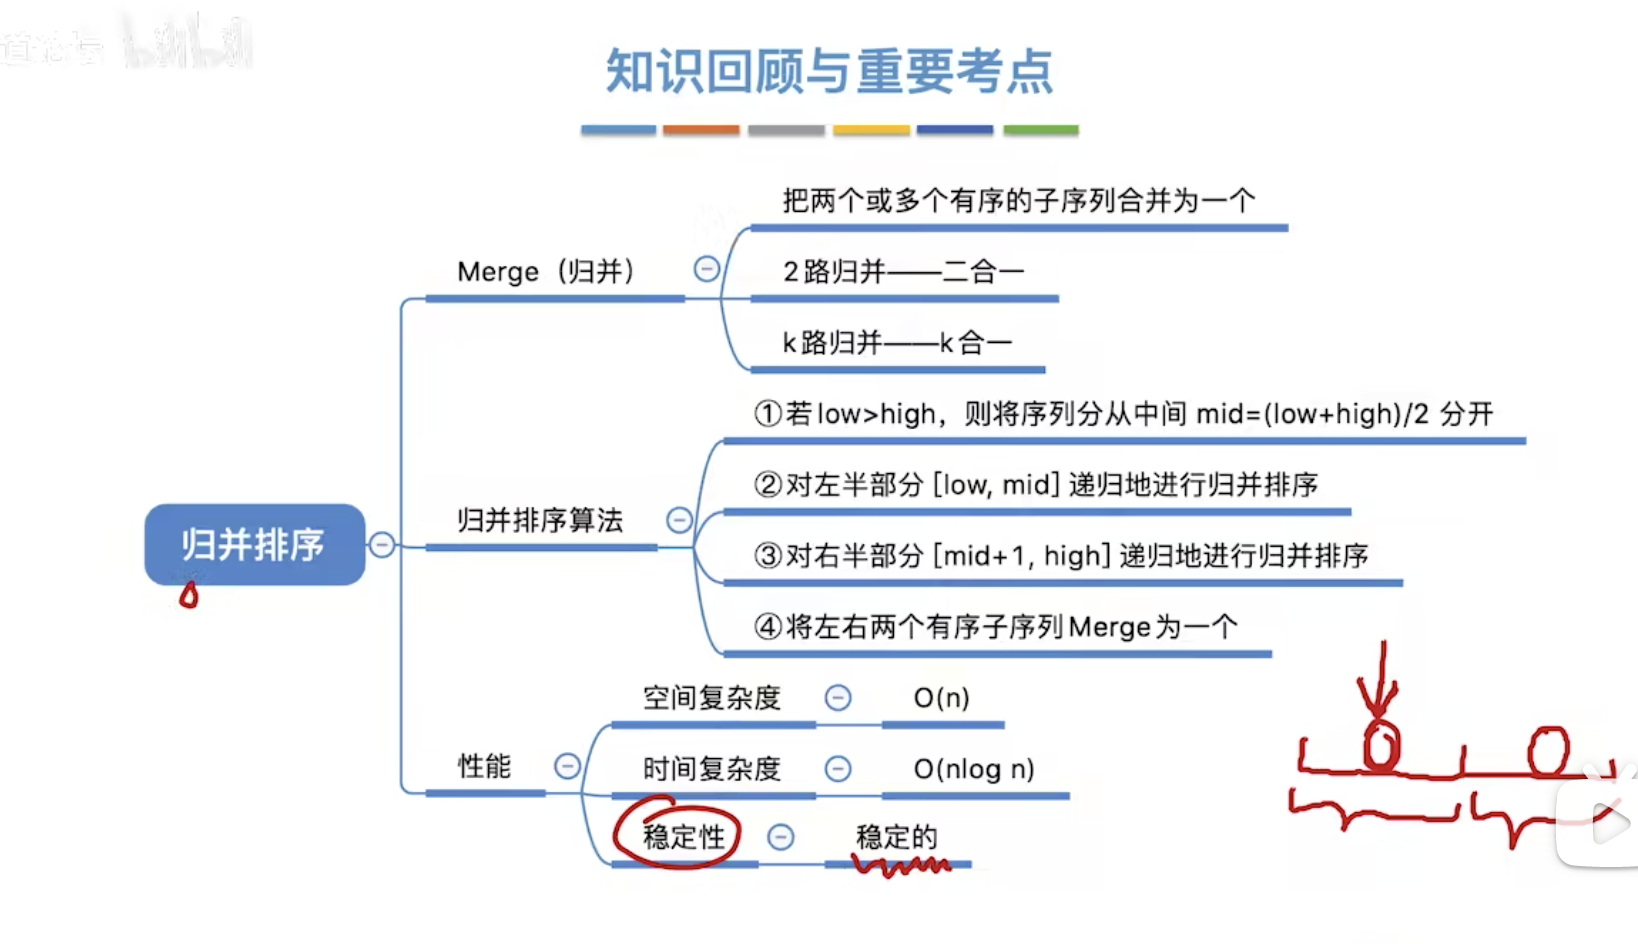 知识回顾与重要考点
把两个或多个有序的子序列合并为一个
Merge（归并）
2路归并——二合一
k路归并——k合一
①若low>high，则将序列分从中间 mid=(low+high)/2 分开
②对左半部分 [low, mid] 递归地进行归并排序
归并排序算法
归并排序
③对右半部分 [mid+1, high] 递归地进行归并排序
④将左右两个有序子序列Merge为一个
空间复杂度 O(n)
性能
时间复杂度 O(nlog n)
稳定性 稳定的